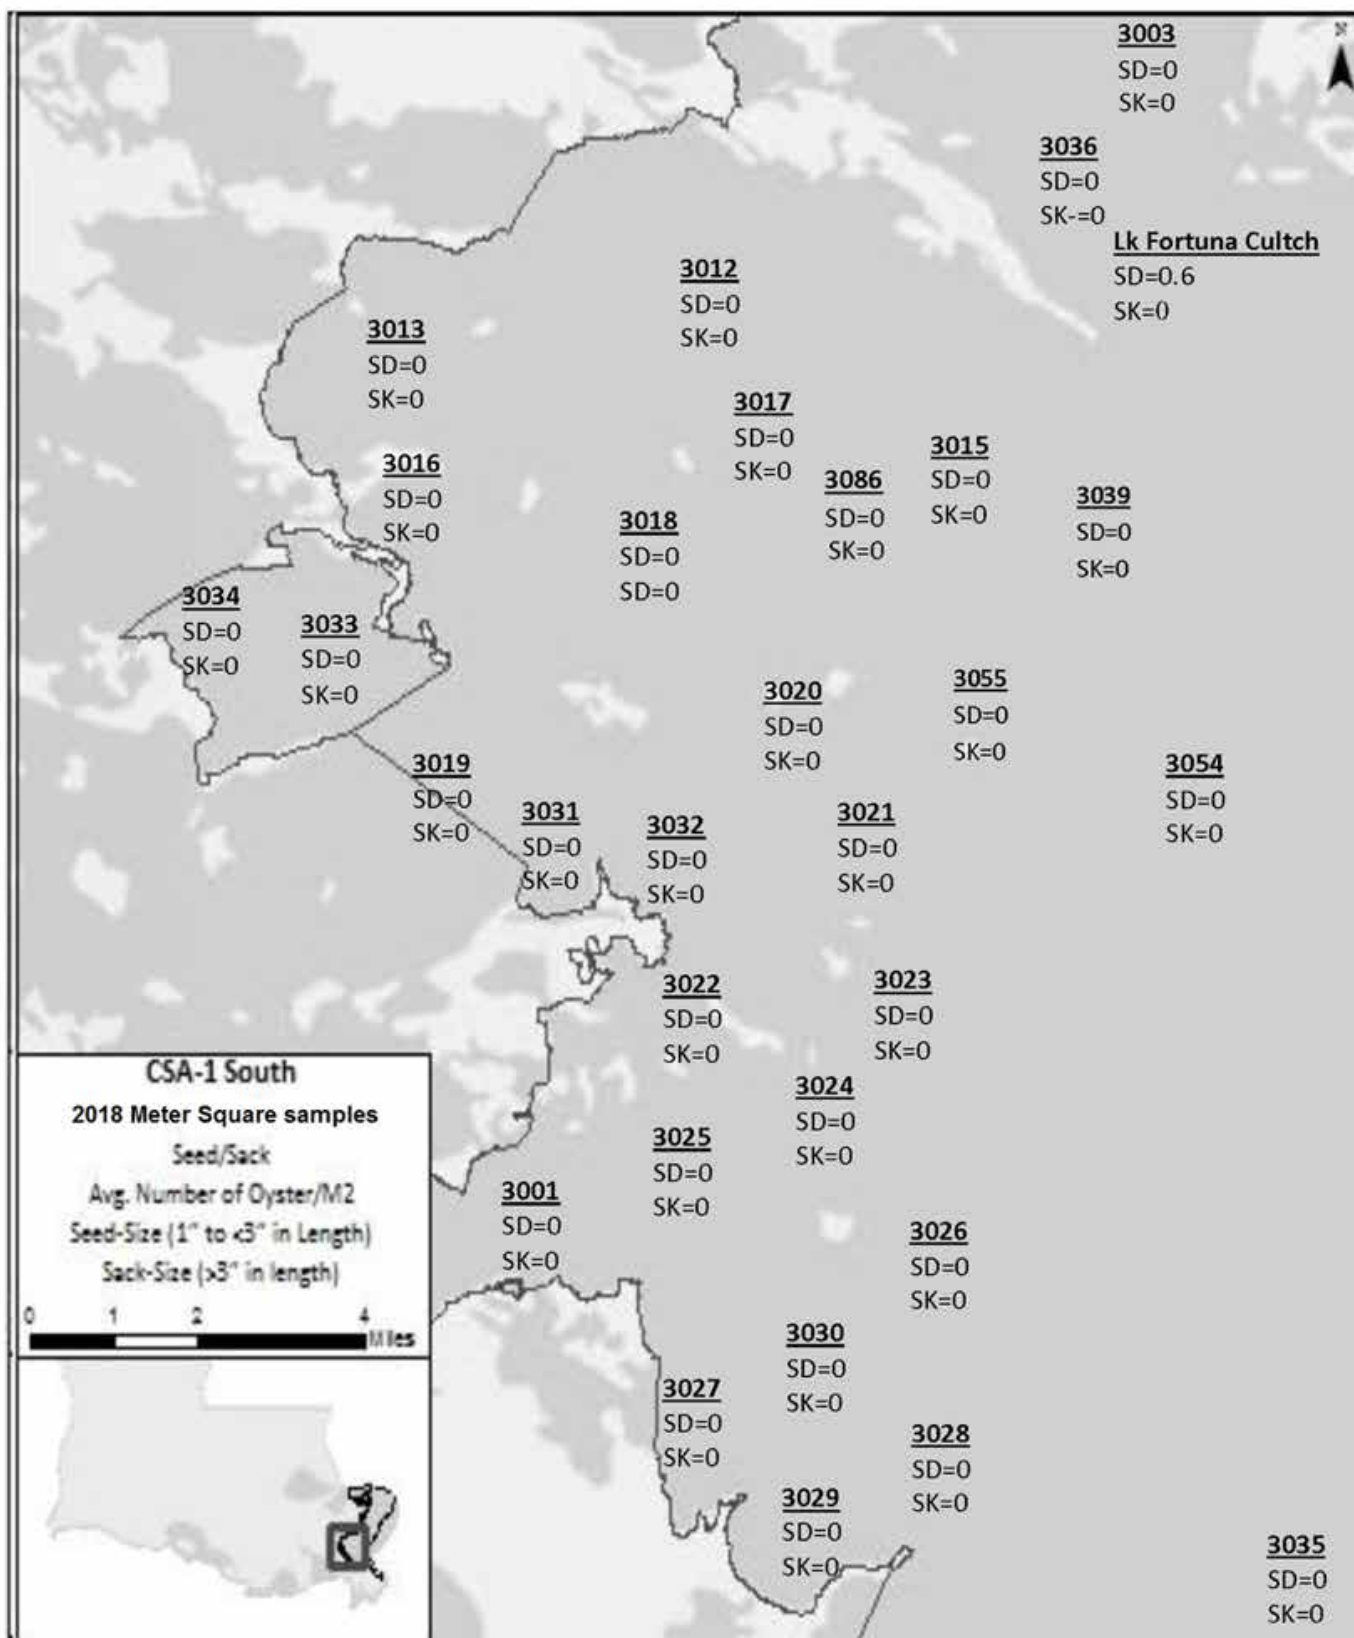 N
3003
SD=0
SK=0
3036
SD=0
SK-=0
Lk Fortuna Cultch
SD=0.6
SK=0
3012
SD=0
SK=0
3013
SD=0
SK=0
3017
SD=0
SK=0
3015
SD=0
SK=0
3016
SD=0
SK=0
3086
SD=0
SK=0
3039
SD=0
SK=0
3018
SD=0
SD=0
3034
SD=0
SK=0
3033
SD=0
SK=0
3020
SD=0
SK=0
3055
SD=0
SK=0
3019
SD=0
SK=0
3054
SD=0
SK=0
3031
SD=0
SK=0
3032
SD=0
SK=0
3021
SD=0
SK=0
3022
SD=0
SK=0
3023
SD=0
SK=0
3024
SD=0
SK=0
3025
SD=0
SK=0
3001
SD=0
SK=0
3026
SD=0
SK=0
3030
SD=0
SK=0
3027
SD=0
SK=0
3028
SD=0
SK=0
3029
SD=0
SK=0
3035
SD=0
SK=0
CSA-1 South
2018 Meter Square samples
Seed/Sack
Avg. Number of Oyster/M2
Seed-Size (1" to <3" in Length)
Sack-Size (>3" in length)
0 1 2 4
Miles